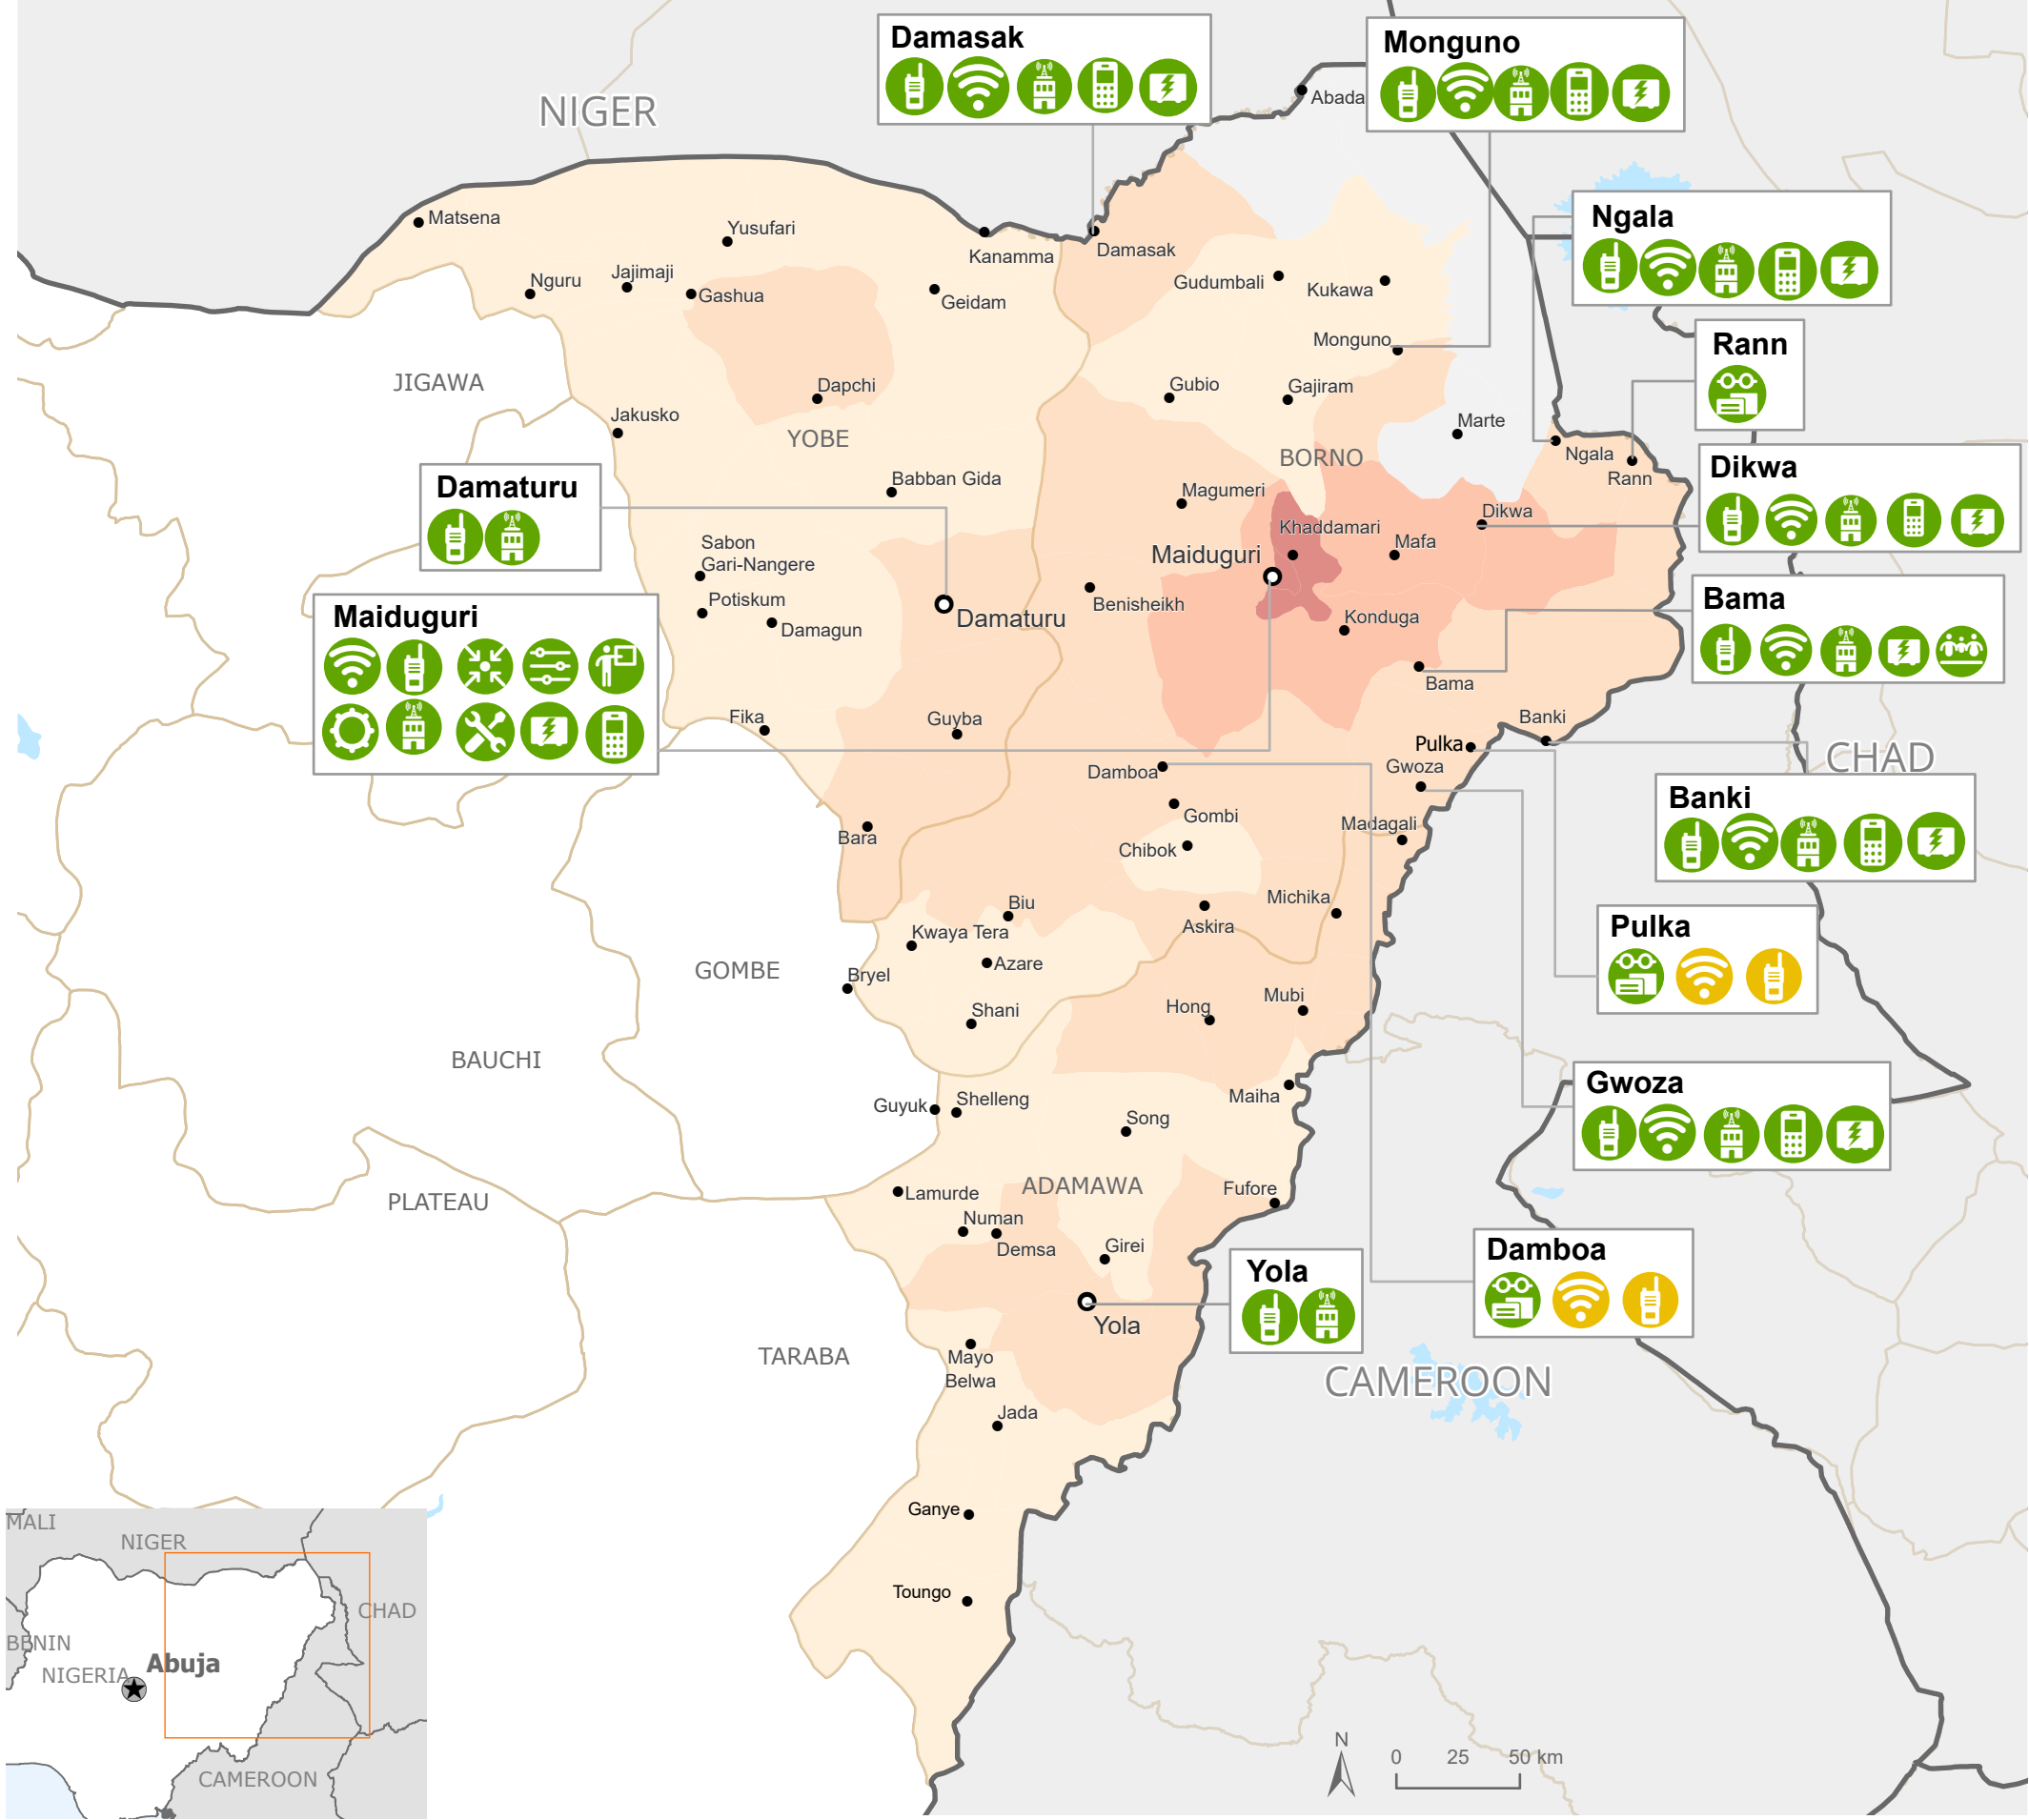 Damasak
Monguno
NIGER
Abada
Ngala
Matsena
Yusufari
Kanamma
Damasak
Nguru
Jajimaji
Gashua
Geidam
Gudumbali
Kukawa
Monguno
Rann
JIGAWA
Dapchi
Gubio
Gajiram
Jakusko
YOBE
Marte
BORNO
Ngala
Rann
Dikwa
Damaturu
Babban Gida
Magumeri
Dikwa
Khaddamari
Mafa
Sabon
Gari-Nangere
Maiduguri
Bama
Maiduguri
Potiskum
Damagun
Damaturu
Benisheikh
Konduga
Bama
Fika
Guyba
Banki
Pulka
Gwoza
CHAD
Damboa
Banki
Gombi
Madagali
Bara
Chibok
Biu
Michika
Askira
Pulka
Kwaya Tera
Azare
GOMBE
Bryel
Shani
Hong
Mubi
BAUCHI
Gwoza
Maiha
Guyuk
Shelleng
Song
PLATEAU
Lamurde
ADAMAWA
Fufore
Numan
Demsa
Girei
Yola
Damboa
Yola
TARABA
Mayo
Belwa
CAMEROON
Jada
Ganye
Toungo
MALI
NIGER
CHAD
BENIN
NIGERIA
Abuja
CAMEROON
N
0 25 50 km